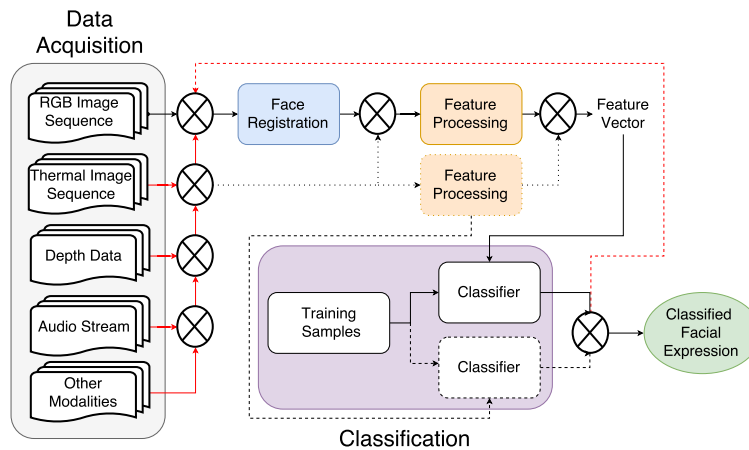 Data
Acquisition
RGB Image
Sequence
Thermal Image
Sequence
Depth Data
Audio Stream
Other
Modalities
Face
Registration
Feature
Processing
Feature
Vector
Feature
Processing
Training
Samples
Classifier
Classifier
Classified
Facial
Expression
Classification